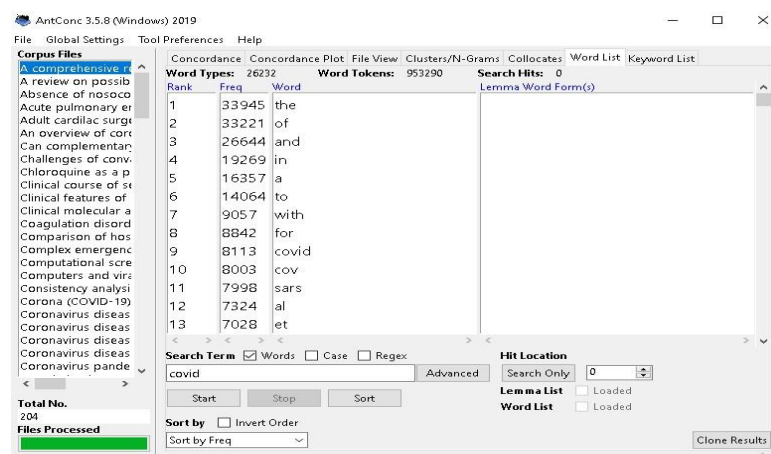 AntConc 3.5.8 (Windows) 2019
File Global Settings Tool Preferences Help
Corpus Files
A comprehensive re
A review on possib
Absence of nosoco
Acute pulmonary er
Adult cardilac surge
An overview of coro
Can complementary
Challenges of conv
Chloroquine as a p
Clinical course of se
Clinical features of
Clinical molecular a
Coagulation disord
Comparison of hos
Complex emergenc
Computational scre
Computers and vira
Consistency analysi
Corona (COVID-19)
Coronavirus diseas
Coronavirus diseas
Coronavirus diseas
Coronavirus diseas
Coronavirus pande
Total No.
204
Files Processed
Concordance Concordance Plot File View Clusters/N-Grams Collocates Word List Keyword List
Word Types: 26232 Word Tokens: 953290 Search Hits: 0
Rank Freq Word Lemma Word Form(s)
1 33945 the
2 33221 of
3 26644 and
4 19269 in
5 16357 a
6 14064 to
7 9057 with
8 8842 for
9 8113 covid
10 8003 cov
11 7998 sars
12 7324 al
13 7028 et
Search Term Words Case Regex Hit Location
covid Advanced Search Only 0
Start Stop Sort Lemma List Loaded
Word List Loaded
Sort by Invert Order
Sort by Freq Clone Results